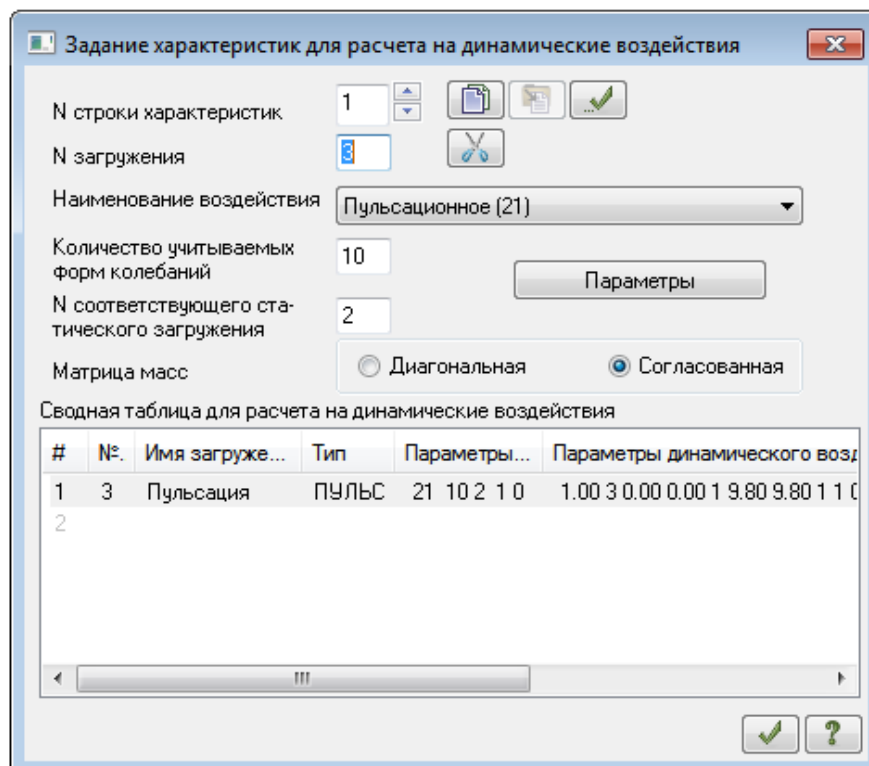 Задание характеристик для расчета на динамические воздействия
N строки характеристик 1
N загружения 3
Наименование воздействия Пульсационное (21)
Количество учитываемых
форм колебаний 10
Параметры
N соответствующего ста-
тического загружения 2
Матрица масс Диагональная Согласованная
Сводная таблица для расчета на динамические воздействия
# №. Имя загруже... Тип Параметры... Параметры динамического возд
1 3 Пульсация ПУЛЬС 21 10 2 1 0 1.00 3 0.00 0.00 1 9.80 9.80 1 1 0
2
?